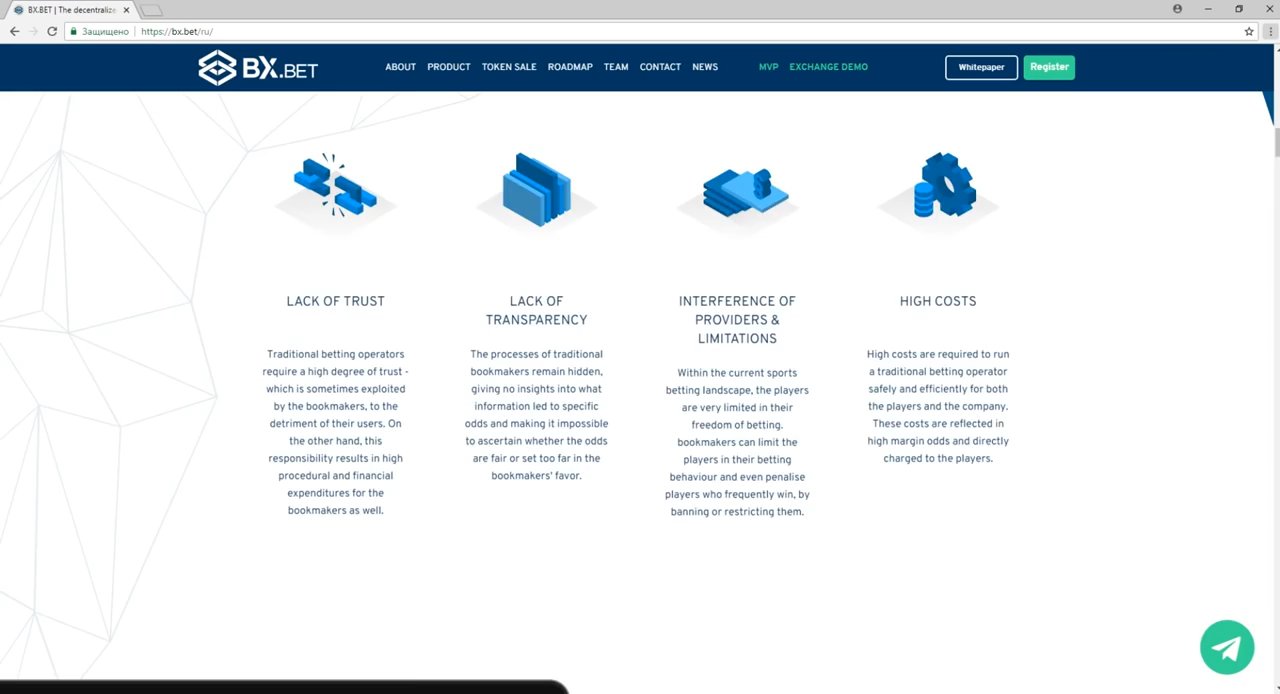 BX.BET | The decentralize
Защищено
https://bx.bet/ru/
BX.BET
ABOUT
PRODUCT
TOKEN SALE
ROADMAP
TEAM
CONTACT
NEWS
MVP
EXCHANGE DEMO
Whitepaper
Register
LACK OF TRUST
Traditional betting operators
require a high degree of trust -
which is sometimes exploited
by the bookmakers, to the
detriment of their users. On
the other hand, this
responsibility results in high
procedural and financial
expenditures for the
bookmakers as well.
LACK OF
TRANSPARENCY
The processes of traditional
bookmakers remain hidden,
giving no insights into what
information led to specific
odds and making it impossible
to ascertain whether the odds
are fair or set too far in the
bookmakers' favor.
INTERFERENCE OF
PROVIDERS &
LIMITATIONS
Within the current sports
betting landscape, the players
are very limited in their
freedom of betting.
bookmakers can limit the
players in their betting
behaviour and even penalise
players who frequently win, by
banning or restricting them.
HIGH COSTS
High costs are required to run
a traditional betting operator
safely and efficiently for both
the players and the company.
These costs are reflected in
high margin odds and directly
charged to the players.